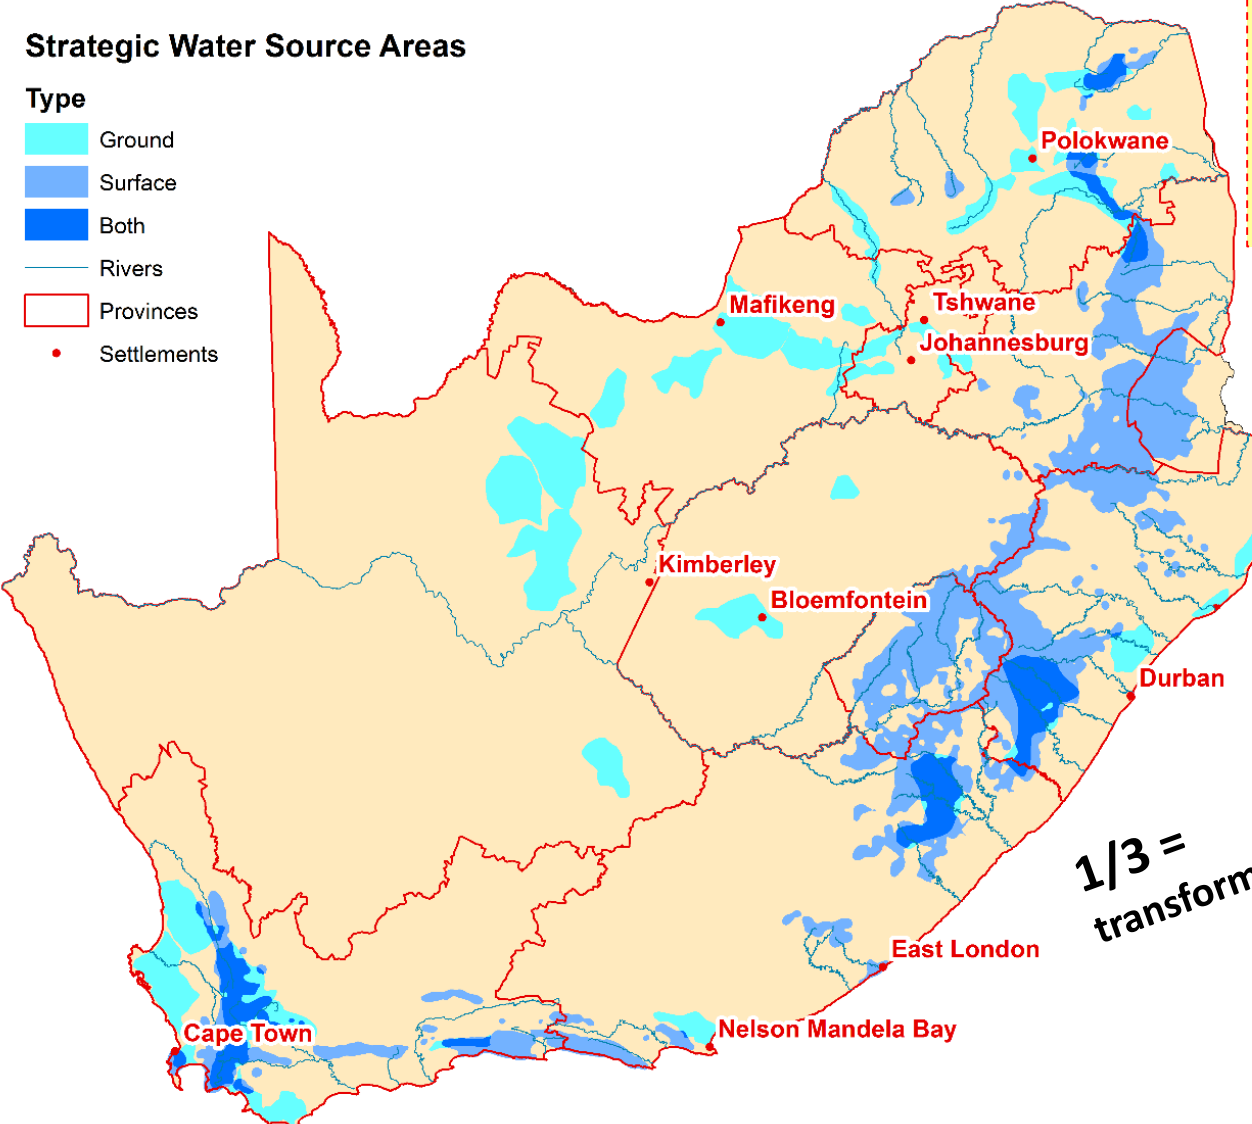 Strategic Water Source Areas
Type
Ground
Surface
Both
Rivers
Provinces
Settlements
Polokwane
Mafikeng
Tshwane
Johannesburg
Kimberley
Bloemfontein
Durban
1/3 =
transform
East London
Nelson Mandela Bay
Cape Town